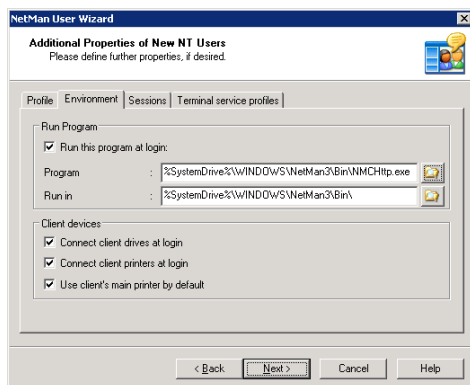 NetMan User Wizard
Additional Properties of New NT Users
Please define further properties, if desired.
Profile Environment Sessions Terminal service profiles
Run Program
Run this program at login:
Program : %SystemDrive%\WINDOWS\NetMan3\Bin\NMCHttp.exe
Run in : %SystemDrive%\WINDOWS\NetMan3\Bin\
Client devices
Connect client drives at login
Connect client printers at login
Use client's main printer by default
< Back Next > Cancel Help